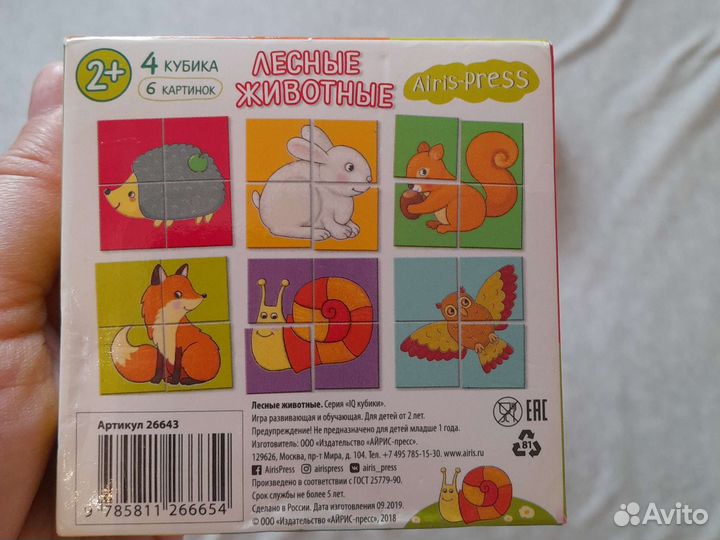 2+
4 КУБИКА
6 КАРТИНОК
ЛЕСНЫЕ
ЖИВОТНЫЕ
Airis-press
Артикул 26643
9 785811 266654
Лесные животные. Серия «IQ кубики».
Игра развивающая и обучающая. Для детей от 2 лет.
Предупреждение! Не предназначено для детей младше 1 года.
Изготовитель: ООО «Издательство «АЙРИС-пресс».
129626, Москва, пр-т Мира, д. 104. Тел. +7 495 785-15-30. www.airis.ru
AirisPress airispress airis_press
Произведено в соответствии с ГОСТ 25779-90.
Срок службы не более 5 лет.
Сделано в России. Дата изготовления 09.2019.
© ООО «Издательство «АЙРИС-пресс», 2018
EAC
81
Avito